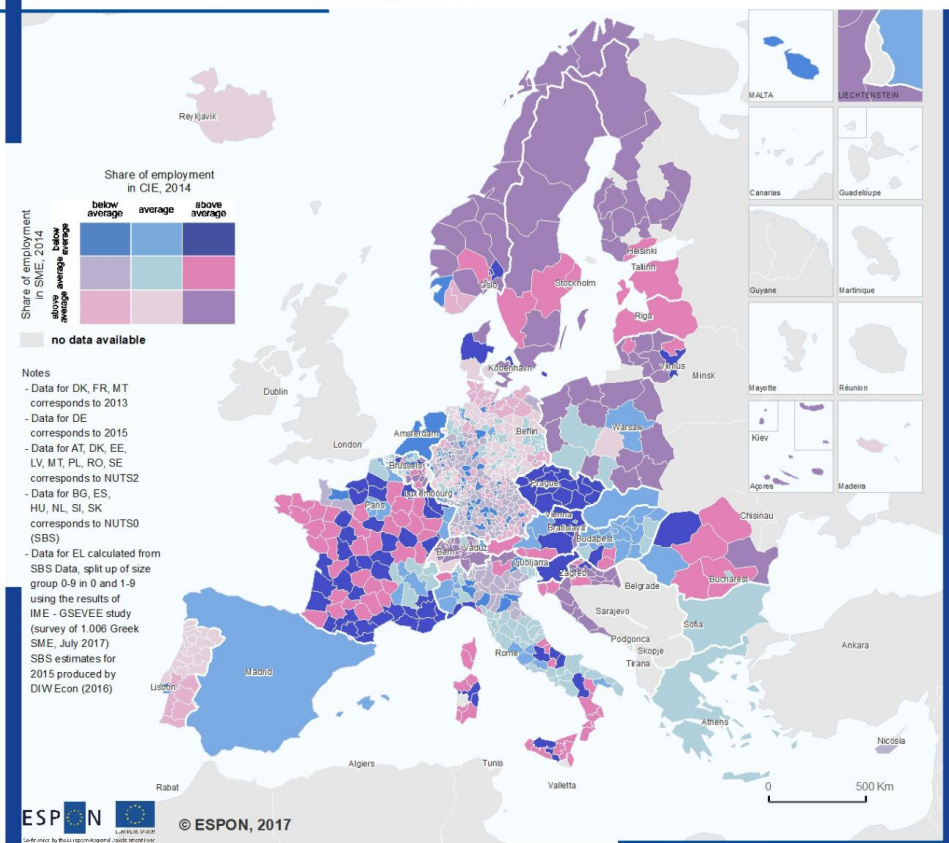 MALTA
LIECHTENSTEIN
Reykjavik
Canarias
Guadeloupe
Share of employment
in CIE, 2014
below
average
average
above
average
Share of employment
in SME, 2014
below
average
average
above
average
no data available
Guyane
Martinique
Helsinki
Tallinn
Oslo
Stockholm
Riga
Mayotte
Réunion
Notes
- Data for DK, FR, MT
corresponds to 2013
- Data for DE
corresponds to 2015
- Data for AT, DK, EE,
LV, MT, PL, RO, SE
corresponds to NUTS2
- Data for BG, ES,
HU, NL, SI, SK
corresponds to NUTS0
(SBS)
- Data for EL calculated from
SBS Data, split up of size
group 0-9 in 0 and 1-9
using the results of
IME - GSEVEE study
(survey of 1.006 Greek
SME, July 2017)
SBS estimates for
2015 produced by
DIW Econ (2016)
København
Vilnius
Minsk
Dublin
Amsterdam
Berlin
Warsaw
Kiev
London
Brussels
Açores
Madeira
Luxembourg
Prague
Paris
Vienna
Bratislava
Chisinau
Budapest
Bern
Vaduz
Ljubljana
Zagreb
Belgrade
Bucharest
Sarajevo
Sofia
Podgorica
Skopje
Tirana
Ankara
Rome
Madrid
Lisbon
Athens
Nicosia
Algiers
Tunis
Rabat
Valletta
0
500 Km
ESPON
© ESPON, 2017